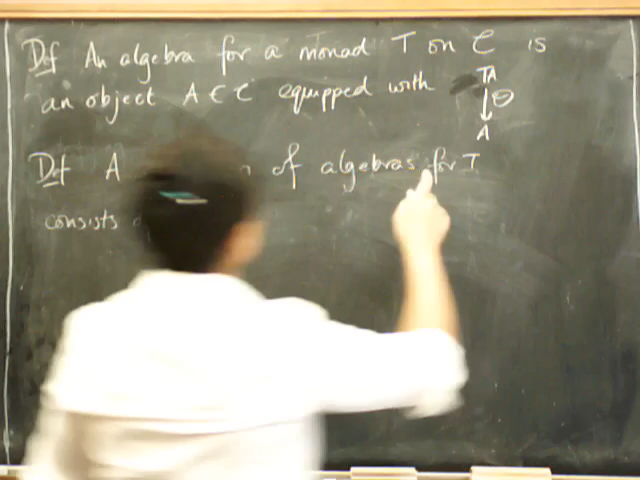 Def An algebra for a monad T on C is
an object A ∈ C equipped with TA
↓ θ
A
Def A of algebras for T
consists